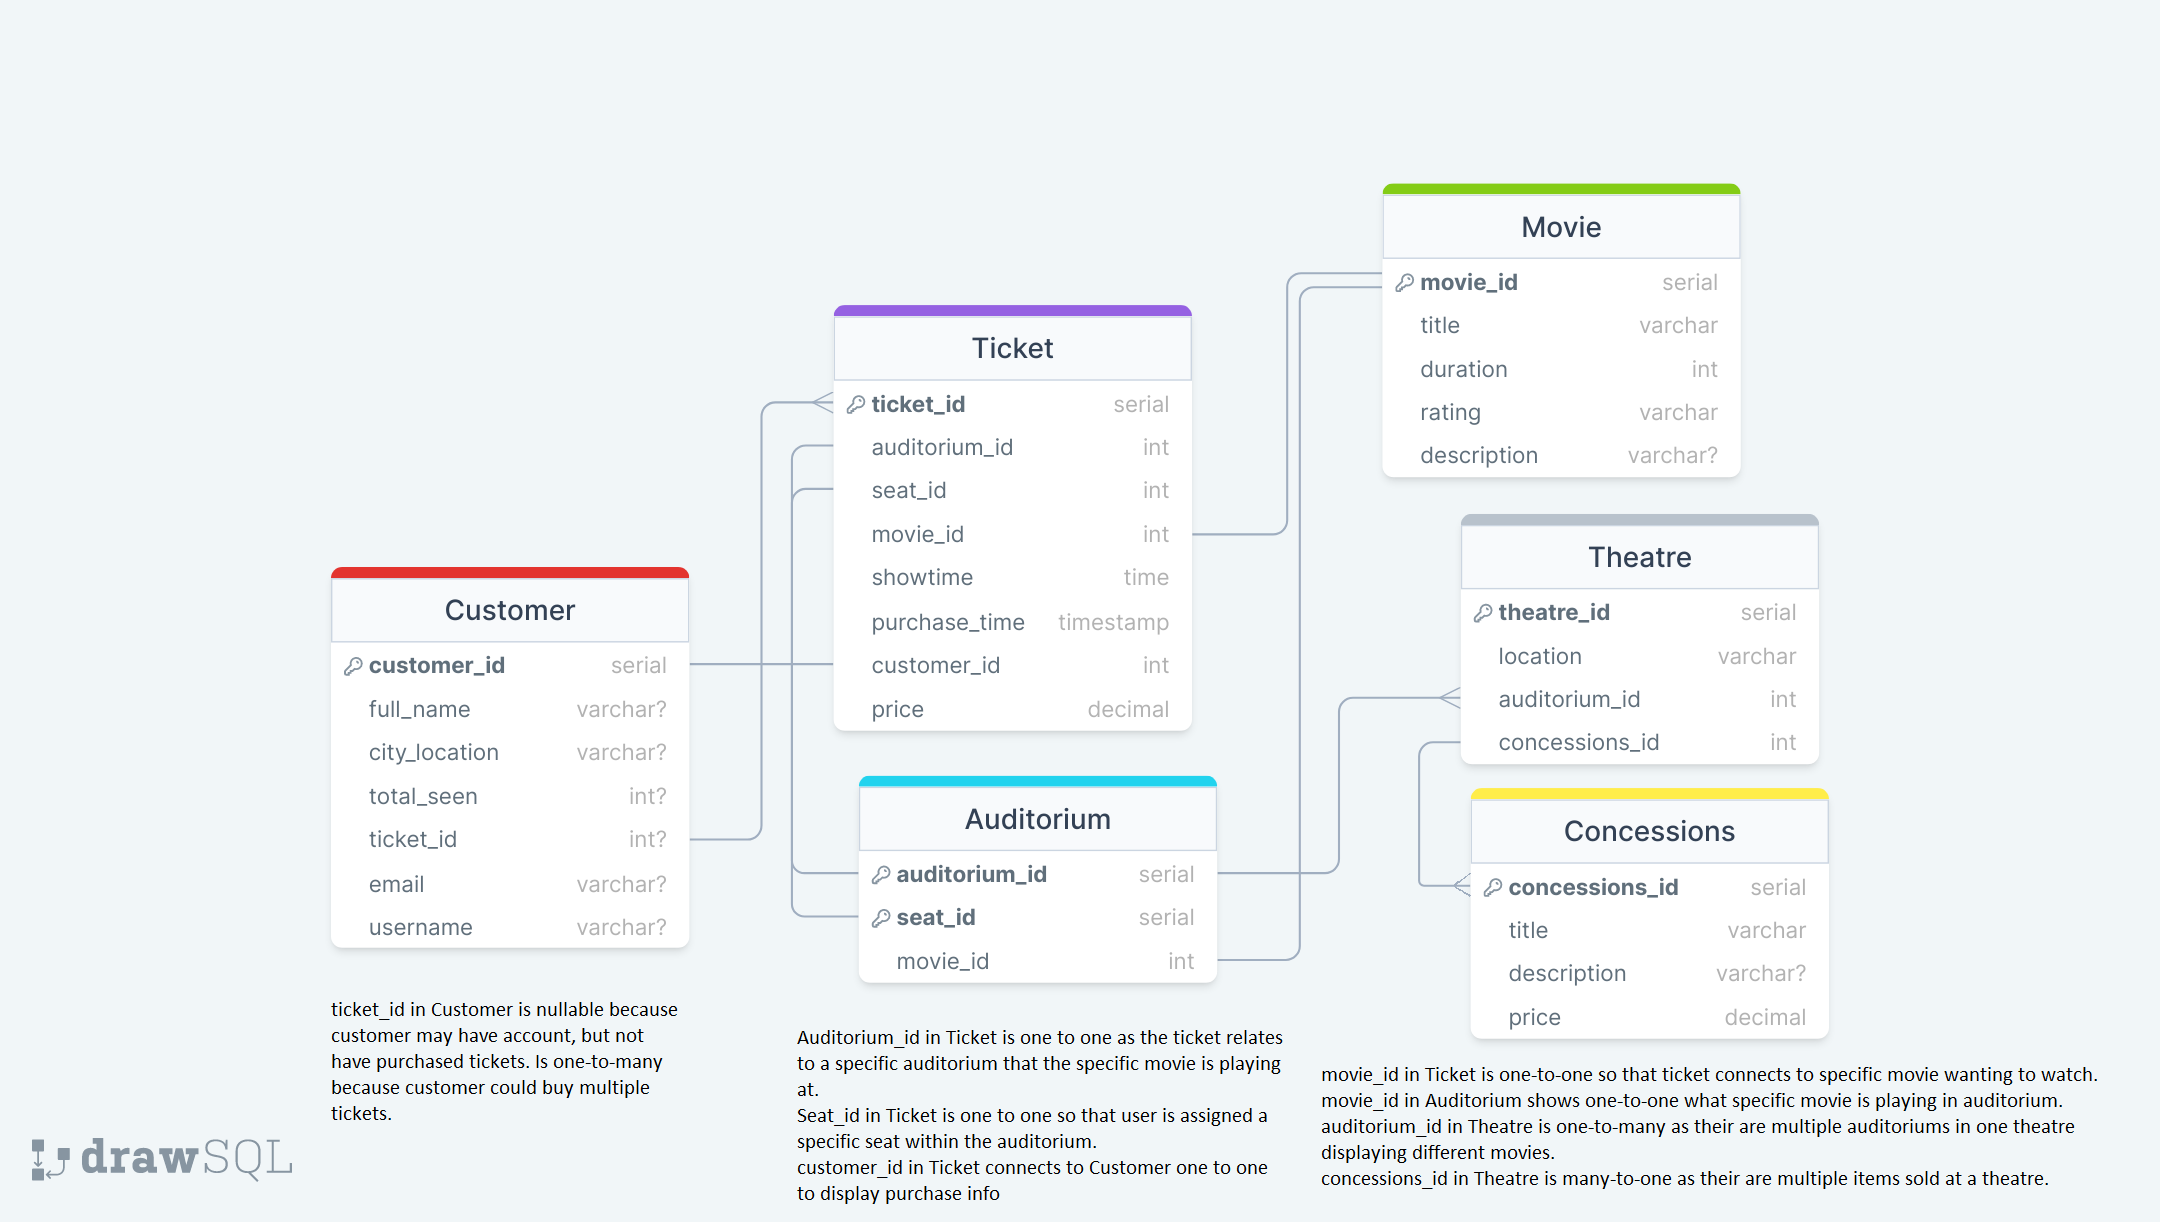 Movie
movie_id serial
title varchar
duration int
rating varchar
description varchar?
Ticket
ticket_id serial
auditorium_id int
seat_id int
movie_id int
showtime time
purchase_time timestamp
customer_id int
price decimal
Theatre
theatre_id serial
location varchar
auditorium_id int
concessions_id int
Customer
customer_id serial
full_name varchar?
city_location varchar?
total_seen int?
ticket_id int?
email varchar?
username varchar?
Auditorium
auditorium_id serial
seat_id serial
movie_id int
Concessions
concessions_id serial
title varchar
description varchar?
price decimal
ticket_id in Customer is nullable because
customer may have account, but not
have purchased tickets. Is one-to-many
because customer could buy multiple
tickets.
Auditorium_id in Ticket is one to one as the ticket relates
to a specific auditorium that the specific movie is playing
at.
Seat_id in Ticket is one to one so that user is assigned a
specific seat within the auditorium.
customer_id in Ticket connects to Customer one to one
to display purchase info
movie_id in Ticket is one-to-one so that ticket connects to specific movie wanting to watch.
movie_id in Auditorium shows one-to-one what specific movie is playing in auditorium.
auditorium_id in Theatre is one-to-many as their are multiple auditoriums in one theatre
displaying different movies.
concessions_id in Theatre is many-to-one as their are multiple items sold at a theatre.
drawSQL